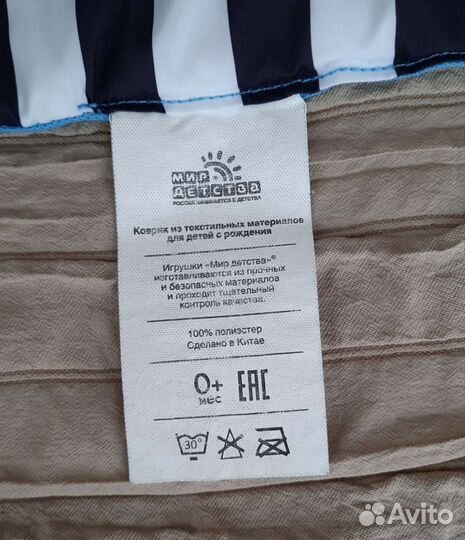 МИР
ДЕТСТВА
РОССИЯ НАЧИНАЕТСЯ С ДЕТСТВА
Коврик из текстильных материалов
для детей с рождения
Игрушки «Мир детства»®
изготавливаются из прочных
и безопасных материалов
и проходят тщательный
контроль качества.
100% полиэстер
Сделано в Китае
0+
мес
EAC
30°
Avito